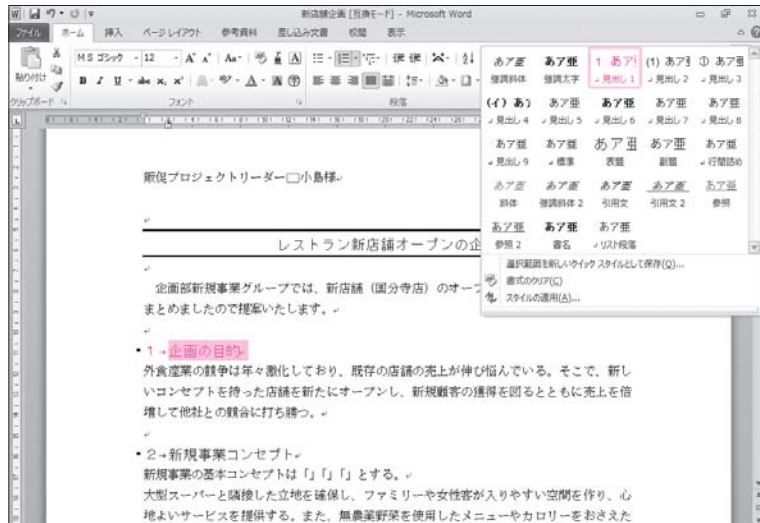 新店舗企画 [互換モード] - Microsoft Word
ファイル ホーム 挿入 ページ レイアウト 参考資料 差し込み文書 校閲 表示
MS ゴシック 12
貼り付け
クリップボード フォント 段落
あア亜 あア亜 1 あア亜 (1) あア亜 ① あア亜
強調斜体 強調太字 ↲見出し 1 ↲見出し 2 ↲見出し 3
(イ) あア あア亜 あア亜 あア亜 あア亜
↲見出し 4 ↲見出し 5 ↲見出し 6 ↲見出し 7 ↲見出し 8
あア亜 あア亜 あア亜 あア亜 あア亜
↲見出し 9 ↲標準 表題 副題 ↲行間詰め
あア亜 あア亜 あア亜 あア亜 あア亜
斜体 強調斜体 2 引用文 引用文 2 参照
あア亜 あア亜 あア亜
参照 2 書名 ↲リスト段落
選択範囲を新しいクイック スタイルとして保存(Q)...
書式のクリア(C)
スタイルの適用(A)...
販促プロジェクトリーダー□小島様
レストラン新店舗オープンの企
企画部新規事業グループでは、新店舗（国分寺店）のオープ
まとめましたので提案いたします。
1→企画の目的
外食産業の競争は年々激化しており、既存の店舗の売上が伸び悩んでいる。そこで、新し
いコンセプトを持った店舗を新たにオープンし、新規顧客の獲得を図るとともに売上を倍
増して他社との競合に打ち勝つ。
2→新規事業コンセプト
新規事業の基本コンセプトは「」「」「」とする。
大型スーパーと隣接した立地を確保し、ファミリーや女性客が入りやすい空間を作り、心
地よいサービスを提供する。また、無農薬野菜を使用したメニューやカロリーをおさえた